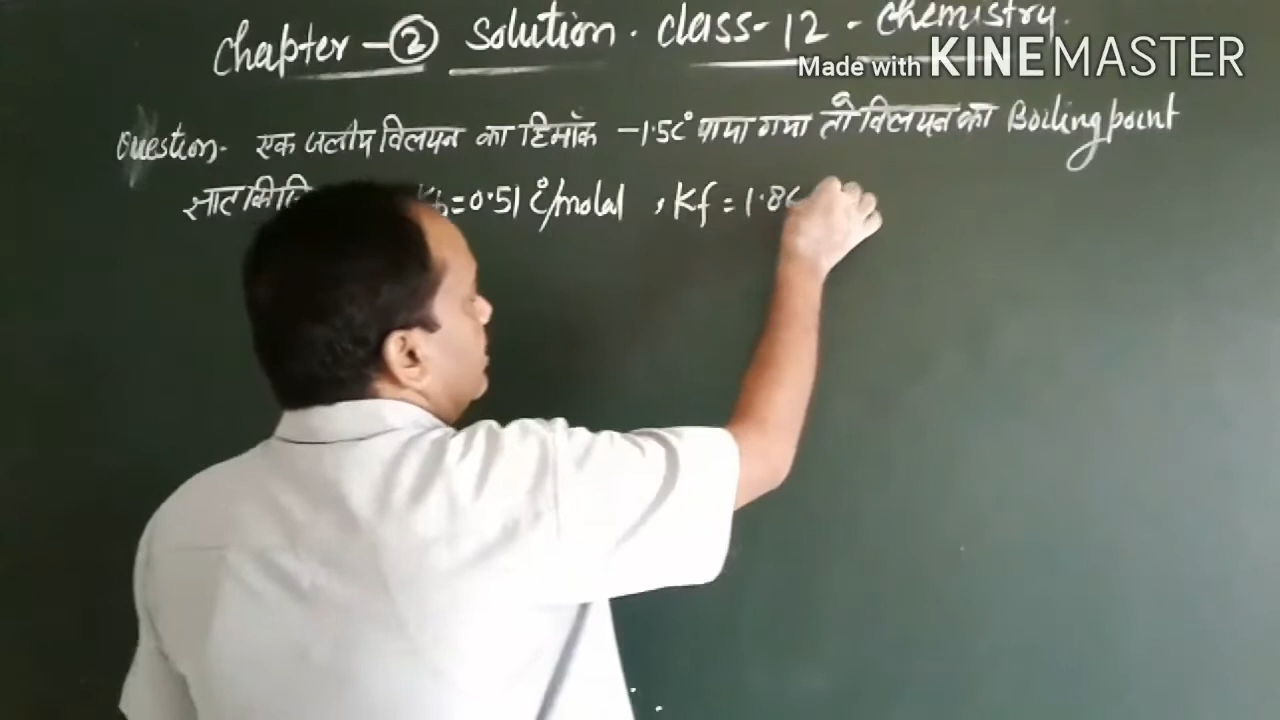 Chapter - ② Solution. class- 12 - chemistry.
Made with KINEMASTER
Question- एक जलीय विलयन का हिमांक -1.5C° पाया गया तो विलयन का Boiling point
=0.51 C°/molal , Kf = 1.86